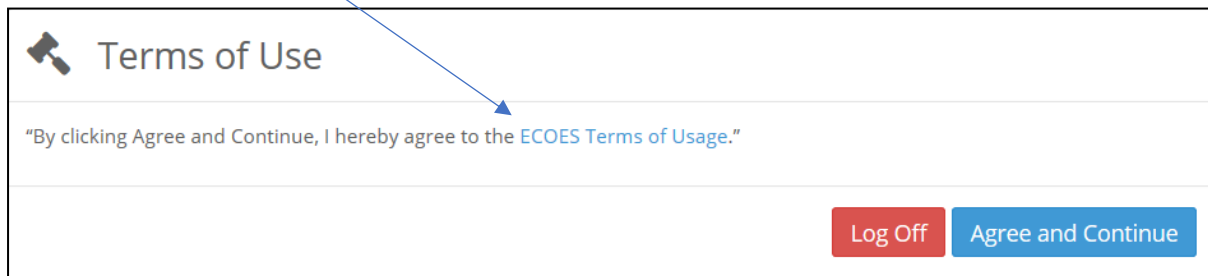 Terms of Use
“By clicking Agree and Continue, I hereby agree to the ECOES Terms of Usage.”
Log Off Agree and Continue